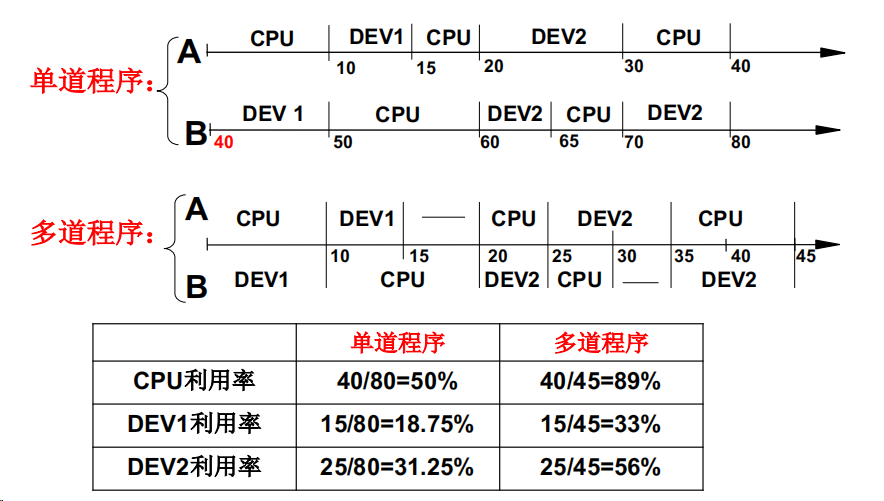 单道程序：
A CPU DEV1 CPU DEV2 CPU
10 15 20 30 40
B DEV 1 CPU DEV2 CPU DEV2
40 50 60 65 70 80
多道程序：
A CPU DEV1 CPU DEV2 CPU
10 15 20 25 30 35 40 45
B DEV1 CPU DEV2 CPU DEV2
单道程序 多道程序
CPU利用率 40/80=50% 40/45=89%
DEV1利用率 15/80=18.75% 15/45=33%
DEV2利用率 25/80=31.25% 25/45=56%